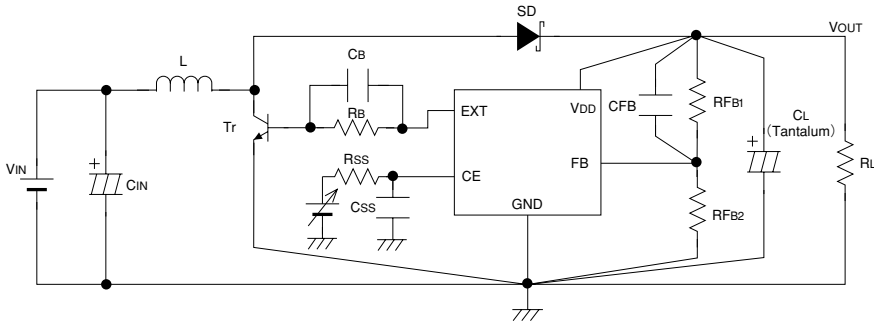 SD
VOUT
L
CB
EXT
VDD
CFB
RFB1
CL
(Tantalum)
Tr
RB
+
VIN
+
CIN
RSS
CE
FB
RL
CSS
GND
RFB2